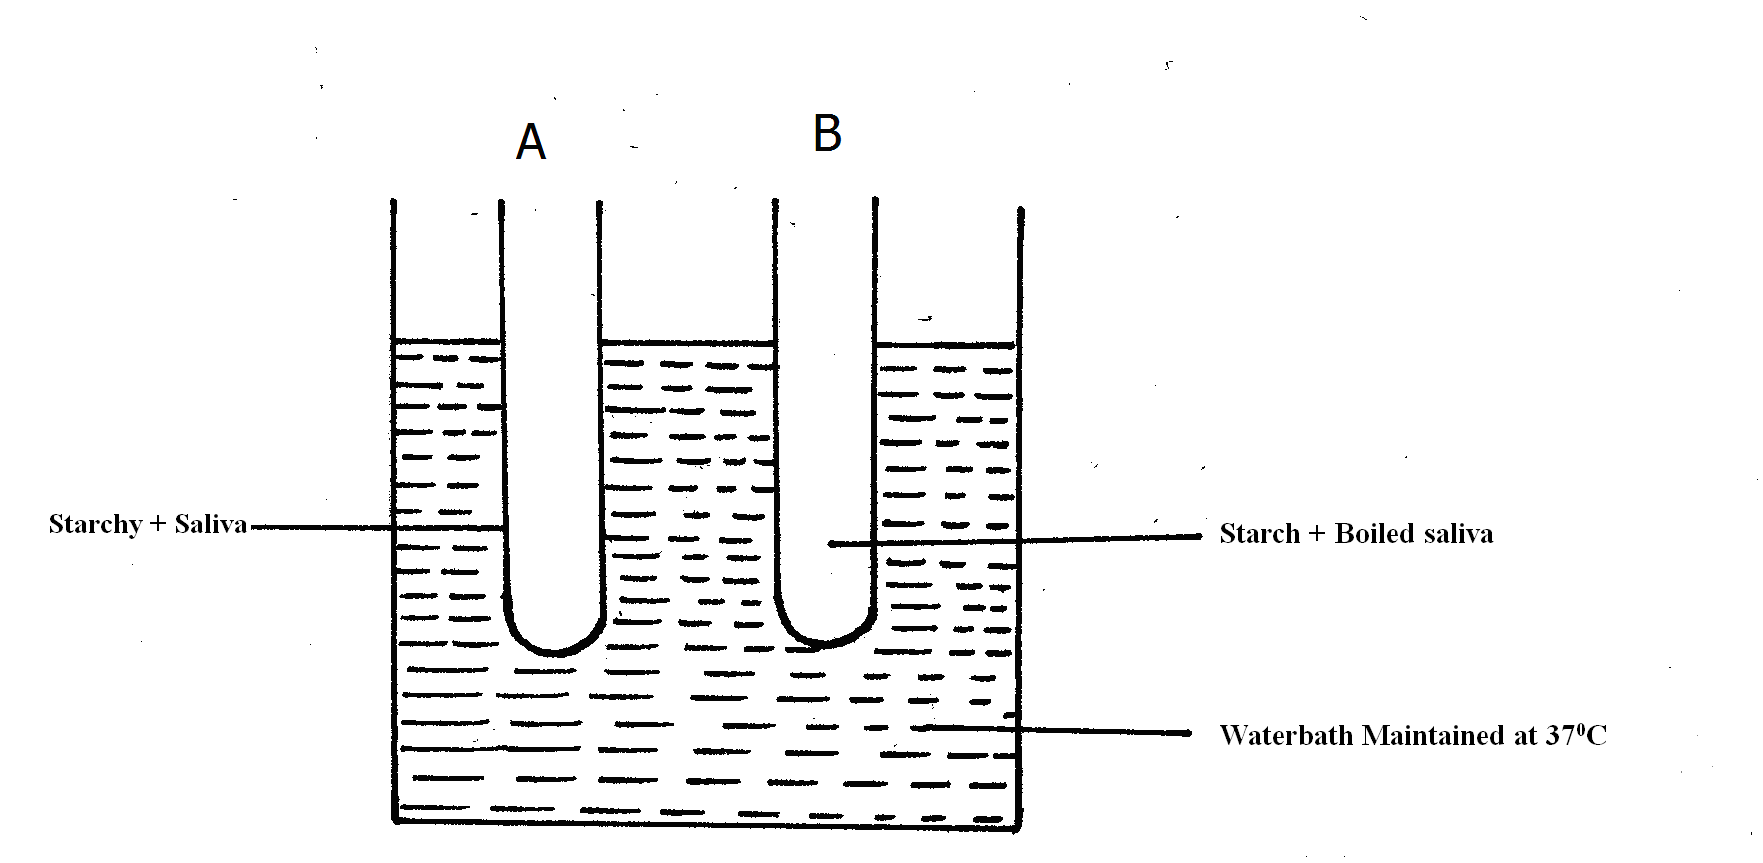 A
B
Starchy + Saliva
Starch + Boiled saliva
Waterbath Maintained at 37⁰C